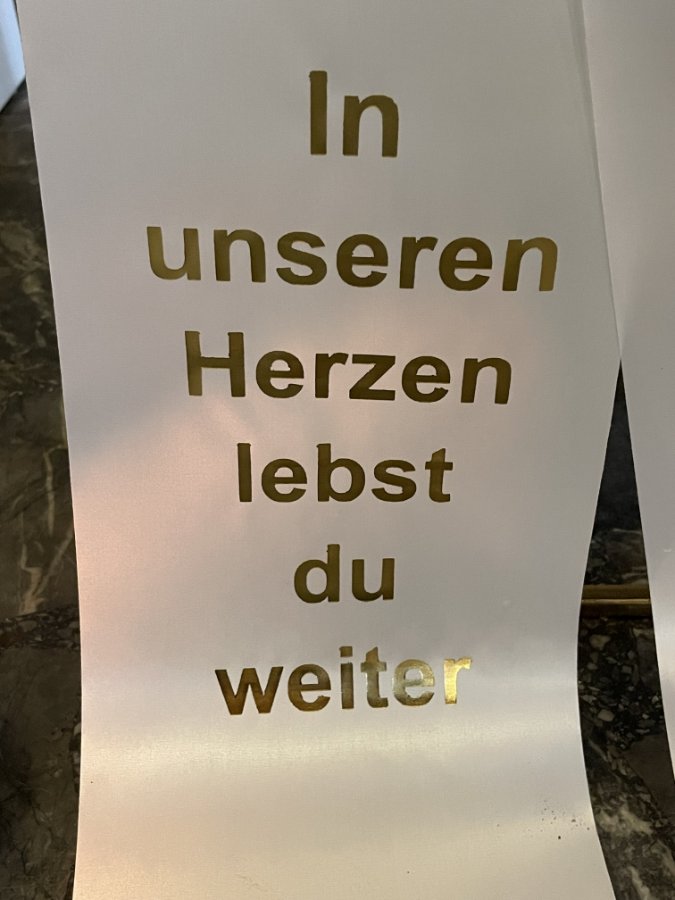 In
unseren
Herzen
lebst
du
weiter